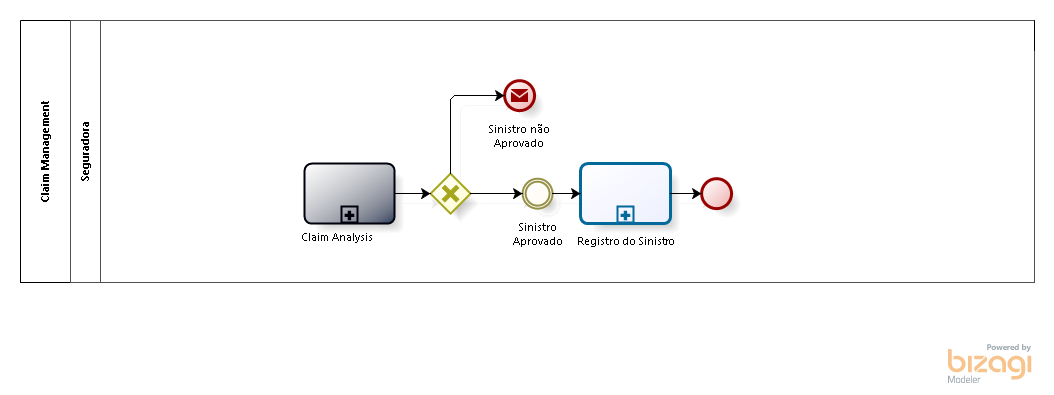 Claim Management
Seguradora
Sinistro não
Aprovado
Claim Analysis
Sinistro
Aprovado
Registro do Sinistro
Powered by
bizagi
Modeler